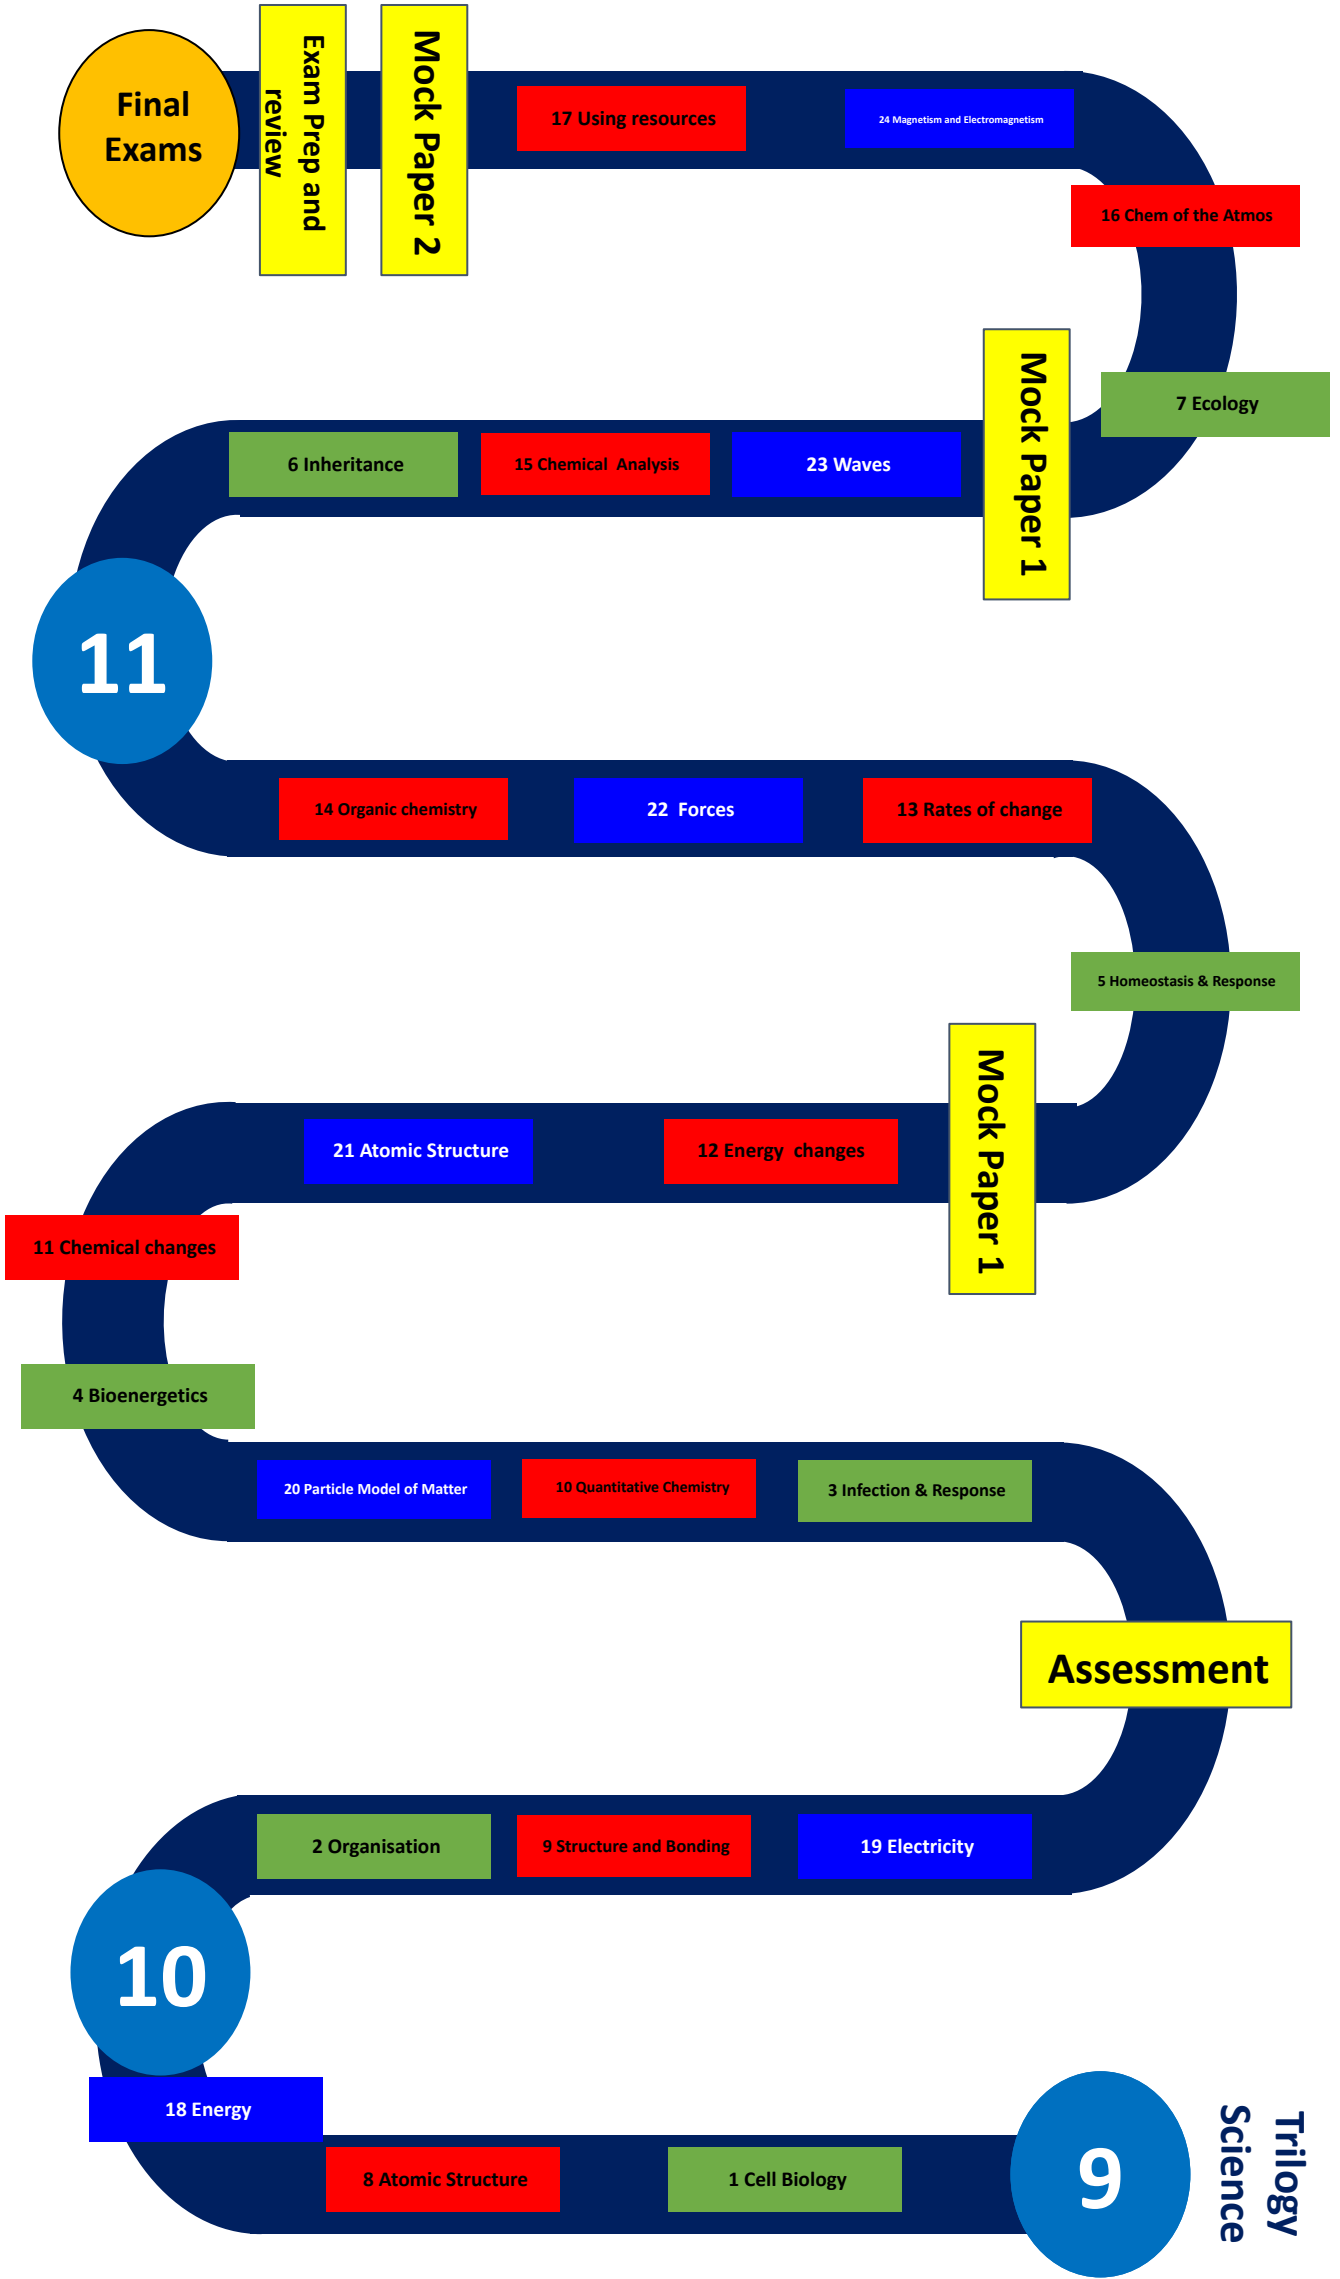 Final
Exams
Exam Prep and
review
Mock Paper 2
17 Using resources
24 Magnetism and Electromagnetism
16 Chem of the Atmos
7 Ecology
Mock Paper 1
6 Inheritance
15 Chemical Analysis
23 Waves
11
14 Organic chemistry
22 Forces
13 Rates of change
5 Homeostasis & Response
Mock Paper 1
21 Atomic Structure
12 Energy changes
11 Chemical changes
4 Bioenergetics
20 Particle Model of Matter
10 Quantitative Chemistry
3 Infection & Response
Assessment
2 Organisation
9 Structure and Bonding
19 Electricity
10
18 Energy
8 Atomic Structure
1 Cell Biology
9
Trilogy
Science